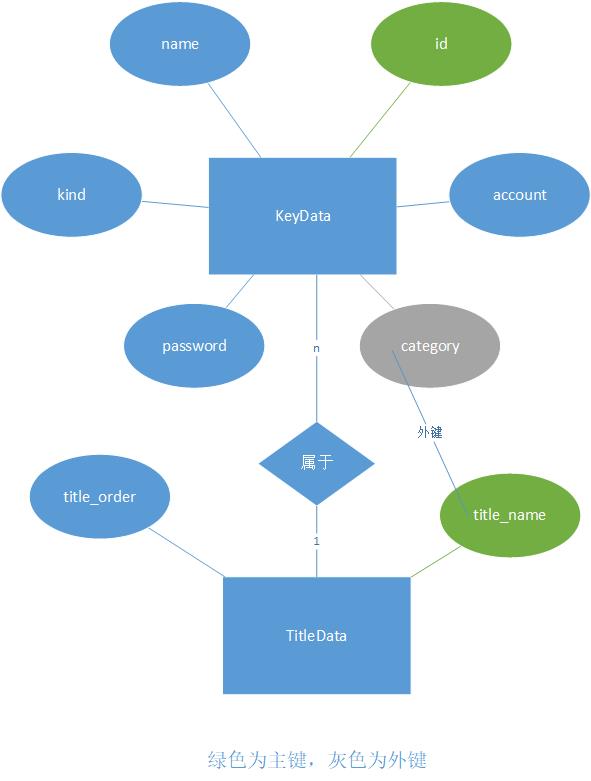 name
id
kind
KeyData
account
password
n
category
外键
属于
title_order
title_name
1
TitleData
绿色为主键，灰色为外键